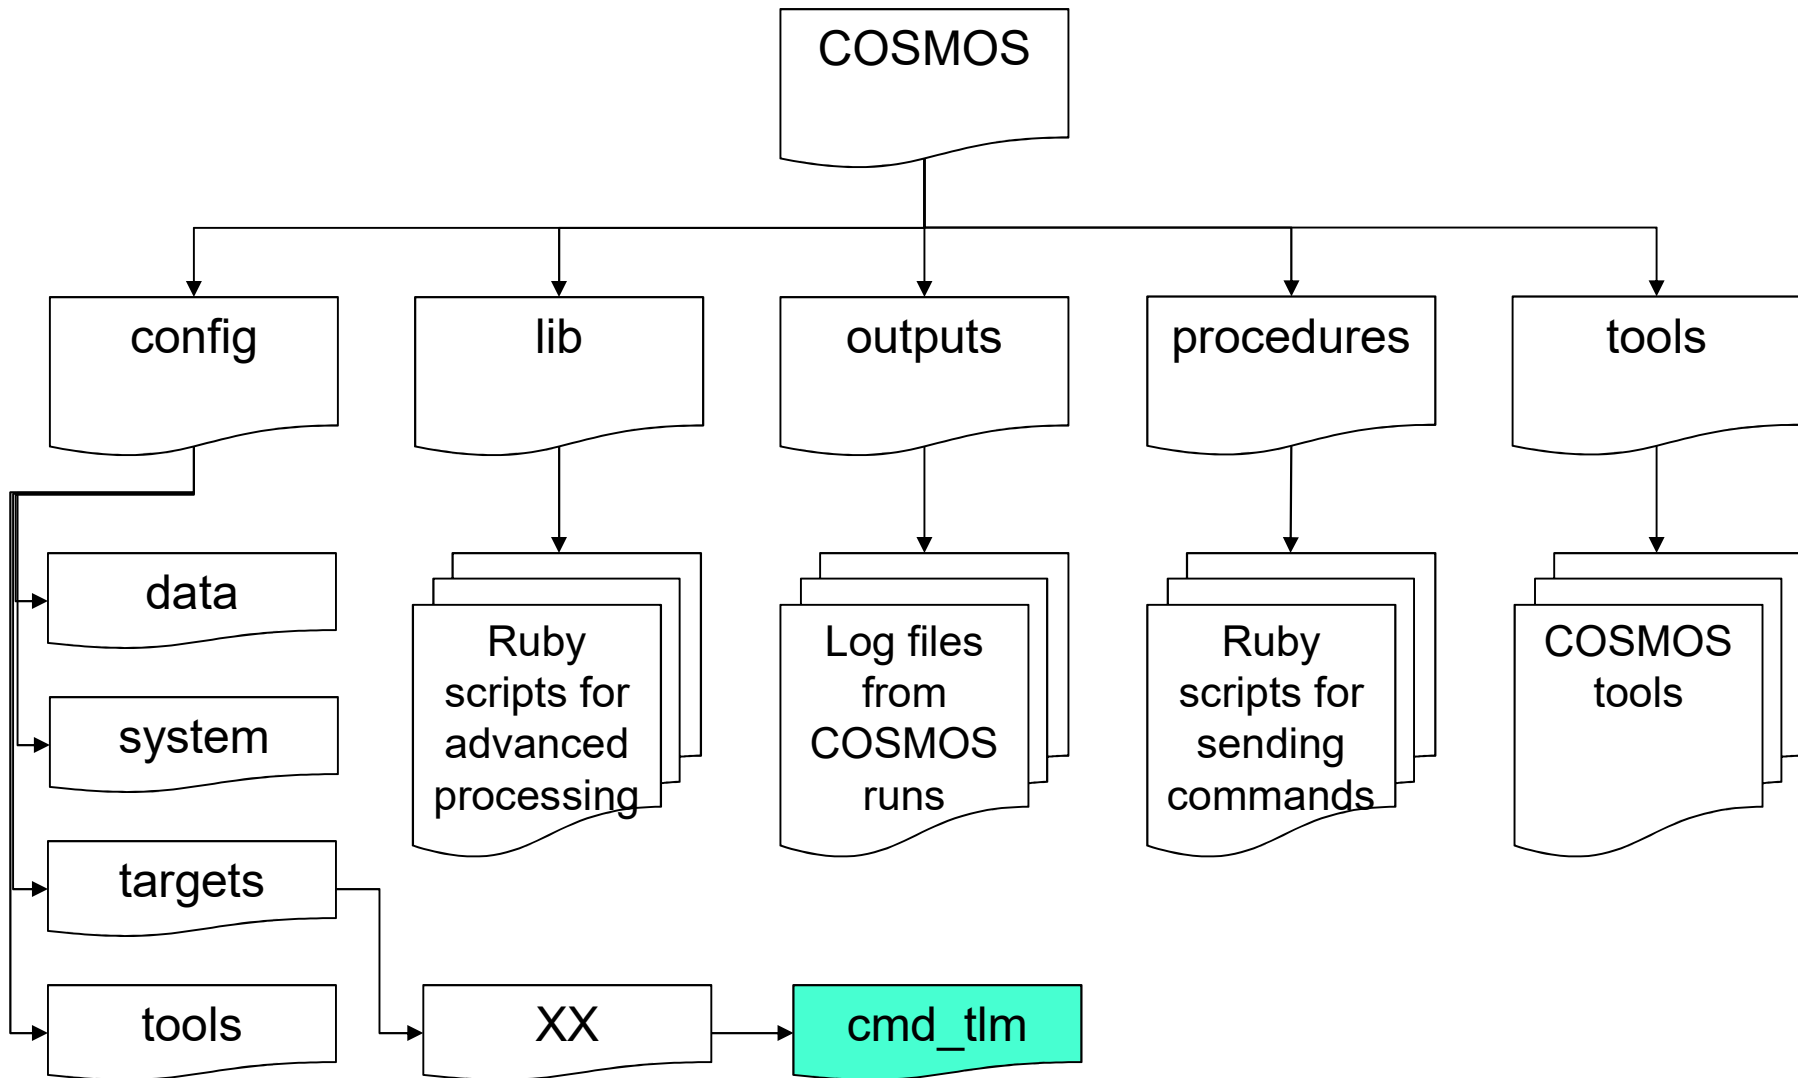 COSMOS
config
lib
outputs
procedures
tools
data
system
targets
tools
Ruby
scripts for
advanced
processing
Log files
from
COSMOS
runs
Ruby
scripts for
sending
commands
COSMOS
tools
XX
cmd_tlm